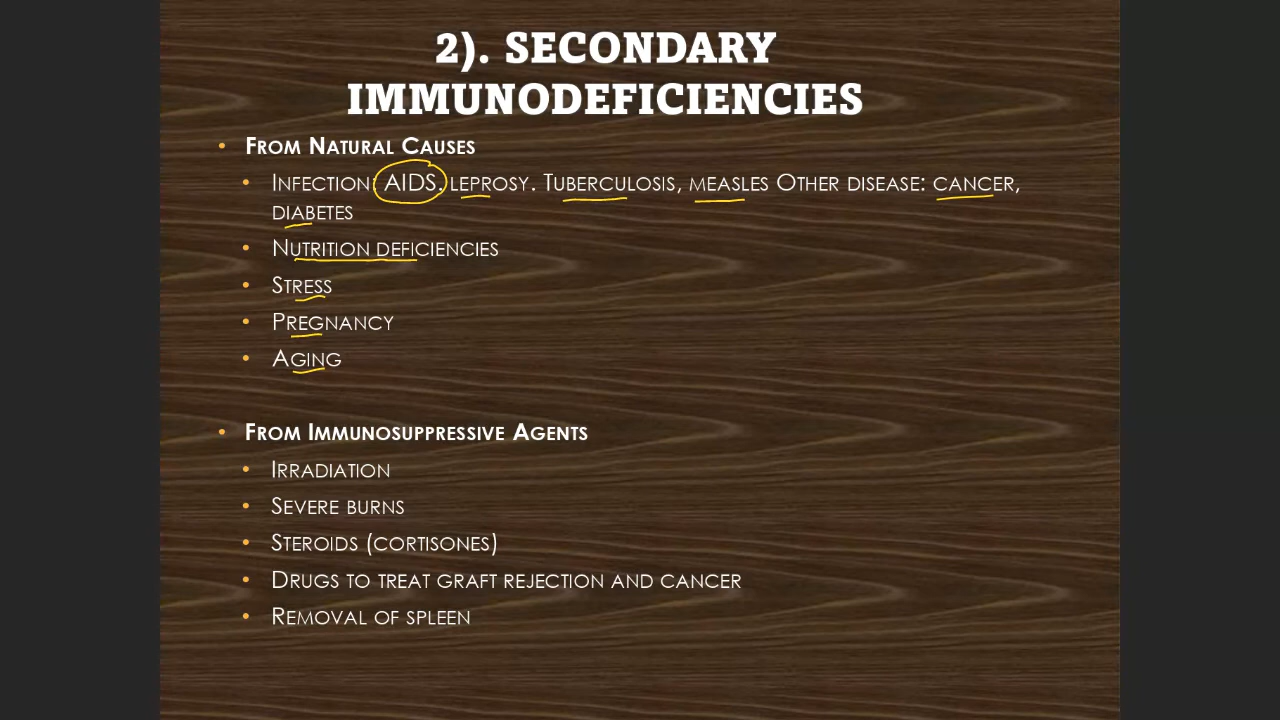 2). SECONDARY
IMMUNODEFICIENCIES
• From Natural Causes
• Infection: AIDS. leprosy. Tuberculosis, measles Other disease: cancer,
diabetes
• Nutrition deficiencies
• Stress
• Pregnancy
• Aging
• From Immunosuppressive Agents
• Irradiation
• Severe burns
• Steroids (cortisones)
• Drugs to treat graft rejection and cancer
• Removal of spleen